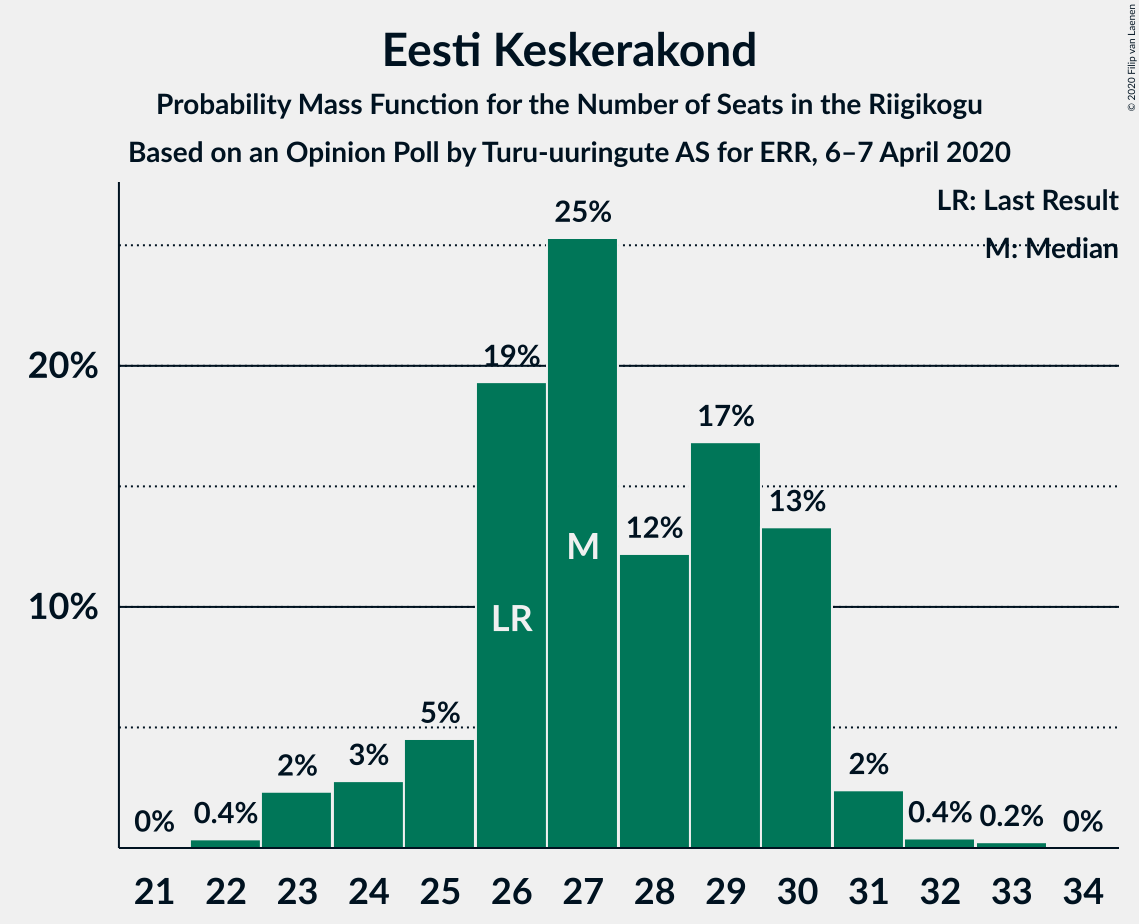 Eesti Keskerakond
Probability Mass Function for the Number of Seats in the Riigikogu
Based on an Opinion Poll by Turu-uuringute AS for ERR, 6–7 April 2020
© 2020 Filip van Laenen
LR: Last Result
M: Median
20%
10%
0%
0.4%
2%
3%
5%
19%
25%
12%
17%
13%
2%
0.4%
0.2%
0%
LR
M
21 22 23 24 25 26 27 28 29 30 31 32 33 34